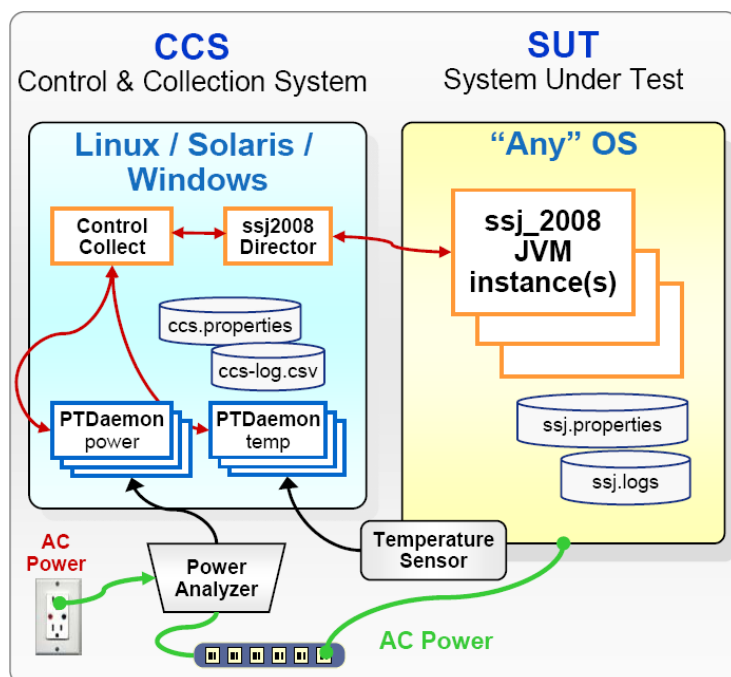 CCS
Control & Collection System
SUT
System Under Test
Linux / Solaris /
Windows
Control
Collect
ssj2008
Director
ccs.properties
ccs-log.csv
PTDaemon
power
PTDaemon
temp
“Any” OS
ssj_2008
JVM
instance(s)
ssj.properties
ssj.logs
AC
Power
Power
Analyzer
Temperature
Sensor
AC Power